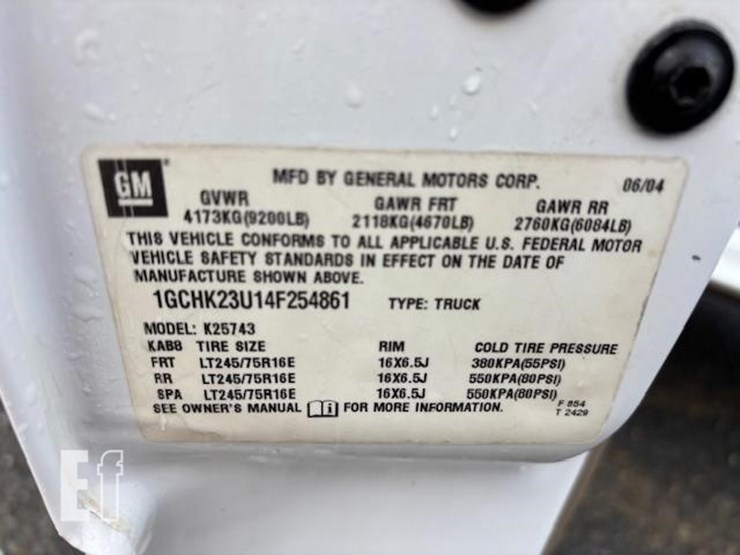 GM
MFD BY GENERAL MOTORS CORP. 06/04
GVWR GAWR FRT GAWR RR
4173KG(9200LB) 2118KG(4670LB) 2760KG(6084LB)
THIS VEHICLE CONFORMS TO ALL APPLICABLE U.S. FEDERAL MOTOR
VEHICLE SAFETY STANDARDS IN EFFECT ON THE DATE OF
MANUFACTURE SHOWN ABOVE.
1GCHK23U14F254861 TYPE: TRUCK
MODEL: K25743
KAB8 TIRE SIZE RIM COLD TIRE PRESSURE
FRT LT245/75R16E 16X6.5J 380KPA(55PSI)
RR LT245/75R16E 16X6.5J 550KPA(80PSI)
SPA LT245/75R16E 16X6.5J 550KPA(80PSI)
SEE OWNER'S MANUAL FOR MORE INFORMATION.
F 854
T 2429
Ef